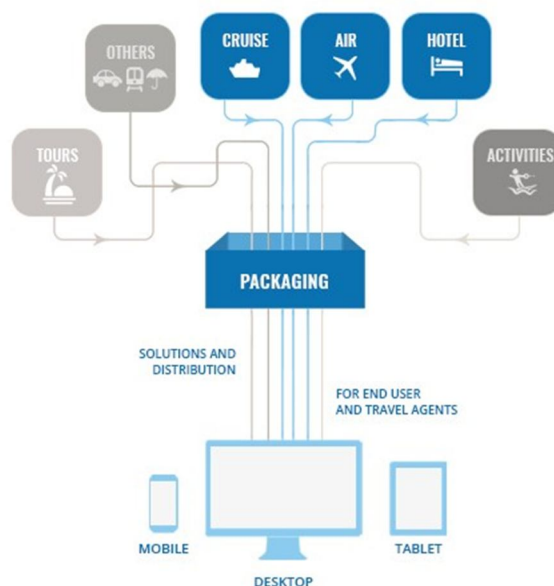 OTHERS
CRUISE
AIR
HOTEL
TOURS
ACTIVITIES
PACKAGING
SOLUTIONS AND
DISTRIBUTION
FOR END USER
AND TRAVEL AGENTS
MOBILE
TABLET
DESKTOP